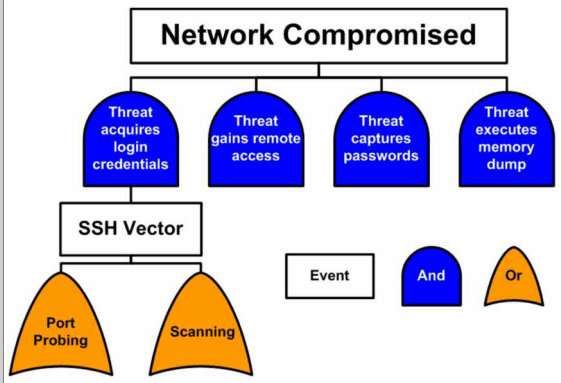 Network Compromised
Threat
acquires
login
credentials
Threat
gains remote
access
Threat
captures
passwords
Threat
executes
memory
dump
SSH Vector
Port
Probing
Scanning
Event
And
Or